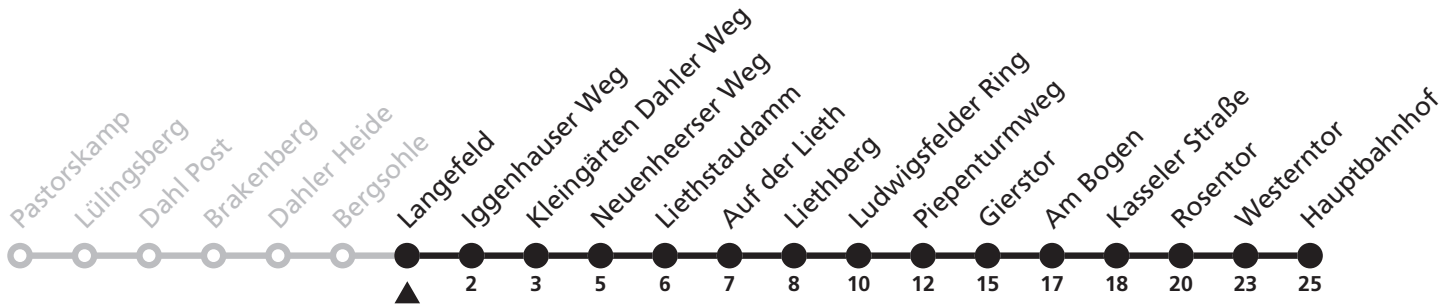 Pastorskamp
Lülingsberg
Dahl Post
Brakenberg
Dahler Heide
Bergsohle
Langefeld
Iggenhauser Weg
Kleingärten Dahler Weg
Neuenheerser Weg
Liethstaudamm
Auf der Lieth
Liethberg
Ludwigsfelder Ring
Piepenturmweg
Gierstor
Am Bogen
Kasseler Straße
Rosentor
Westerntor
Hauptbahnhof
2 3 5 6 7 8 10 12 15 17 18 20 23 25